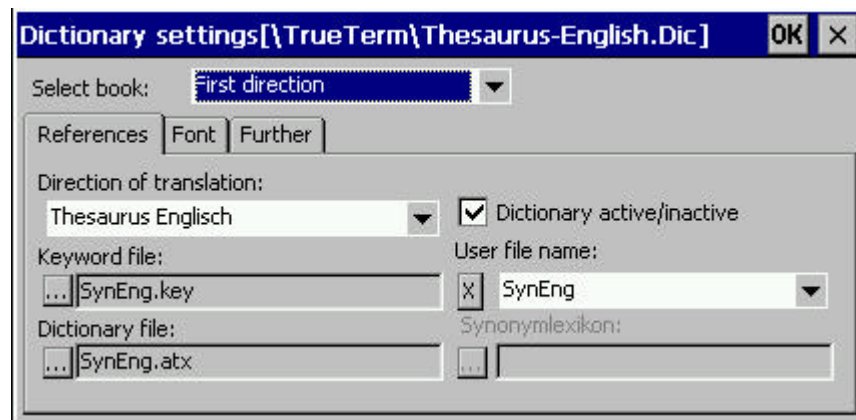 Dictionary settings[\TrueTerm\Thesaurus-English.Dic] OK ×
Select book: First direction
References Font Further
Direction of translation:
Thesaurus Englisch
Dictionary active/inactive
Keyword file:
User file name:
... SynEng.key
X SynEng
Dictionary file:
Synonymlexikon:
... SynEng.atx
...